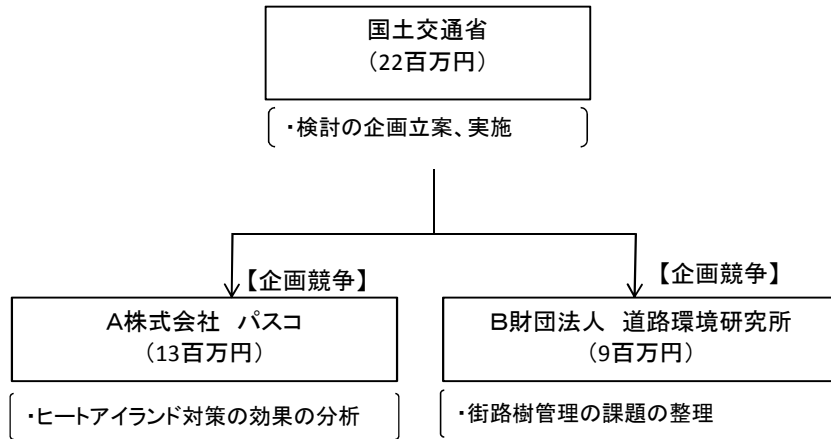 国土交通省
（22百万円）
・検討の企画立案、実施
【企画競争】
【企画競争】
A株式会社　パスコ
（13百万円）
B財団法人　道路環境研究所
（9百万円）
・ヒートアイランド対策の効果の分析
・街路樹管理の課題の整理